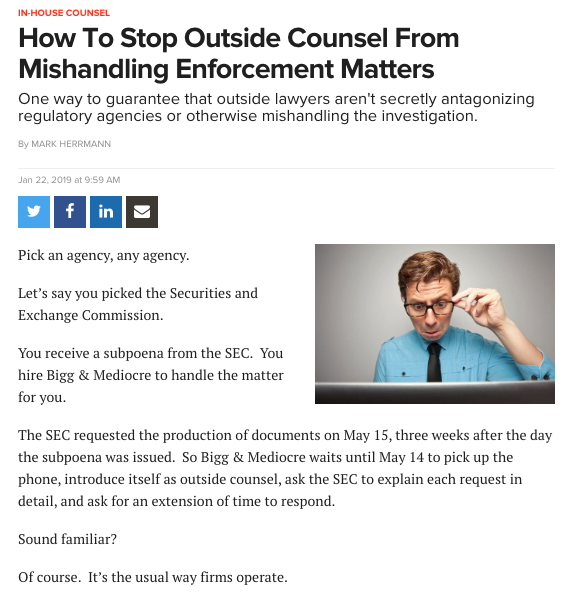 IN-HOUSE COUNSEL
How To Stop Outside Counsel From
Mishandling Enforcement Matters
One way to guarantee that outside lawyers aren't secretly antagonizing
regulatory agencies or otherwise mishandling the investigation.
By MARK HERRMANN
Jan 22, 2019 at 9:59 AM
Pick an agency, any agency.
Let’s say you picked the Securities and
Exchange Commission.
You receive a subpoena from the SEC.  You
hire Bigg & Mediocre to handle the matter
for you.
The SEC requested the production of documents on May 15, three weeks after the day
the subpoena was issued.  So Bigg & Mediocre waits until May 14 to pick up the
phone, introduce itself as outside counsel, ask the SEC to explain each request in
detail, and ask for an extension of time to respond.
Sound familiar?
Of course.  It’s the usual way firms operate.